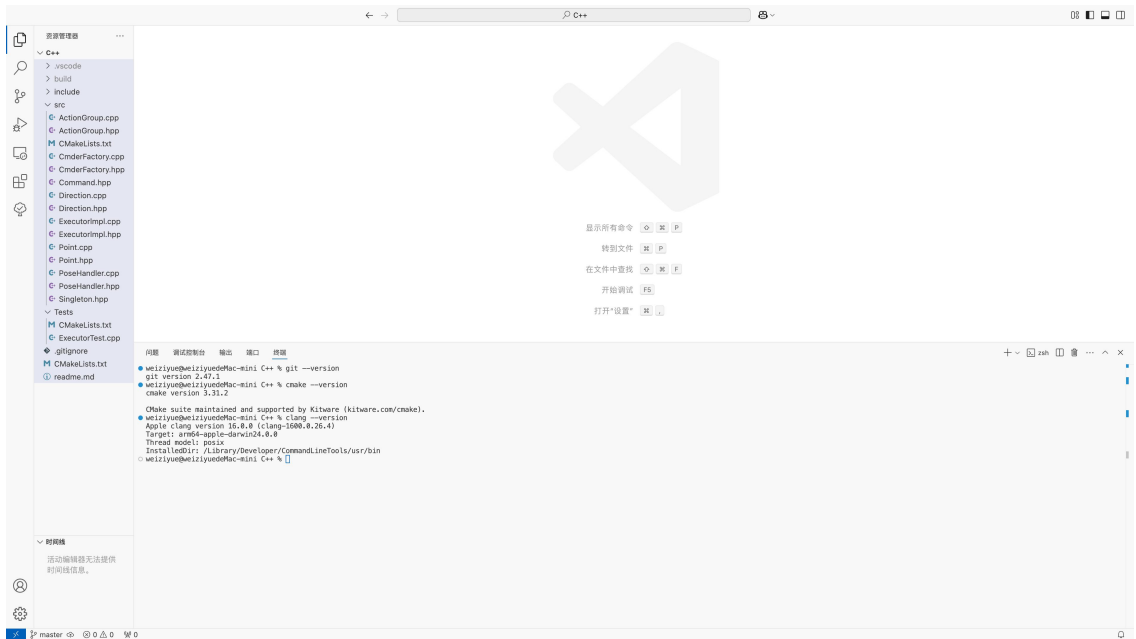 C++
资源管理器
C++
.vscode
build
include
src
ActionGroup.cpp
ActionGroup.hpp
CMakeLists.txt
CmderFactory.cpp
CmderFactory.hpp
Command.hpp
Direction.cpp
Direction.hpp
ExecutorImpl.cpp
ExecutorImpl.hpp
Point.cpp
Point.hpp
PoseHandler.cpp
PoseHandler.hpp
Singleton.hpp
Tests
CMakeLists.txt
ExecutorTest.cpp
.gitignore
CMakeLists.txt
readme.md
时间线
活动编辑器无法提供
时间线信息。
显示所有命令 ⇧ ⌘ P
转到文件 ⌘ P
在文件中查找 ⇧ ⌘ F
开始调试 F5
打开“设置” ⌘ ,
问题 调试控制台 输出 端口 终端
zsh
weiziyue@weiziyuedeMac-mini C++ % git --version
git version 2.47.1
weiziyue@weiziyuedeMac-mini C++ % cmake --version
cmake version 3.31.2
CMake suite maintained and supported by Kitware (kitware.com/cmake).
weiziyue@weiziyuedeMac-mini C++ % clang --version
Apple clang version 16.0.0 (clang-1600.0.26.4)
Target: arm64-apple-darwin24.0.0
Thread model: posix
InstalledDir: /Library/Developer/CommandLineTools/usr/bin
weiziyue@weiziyuedeMac-mini C++ %
master 0 0 0